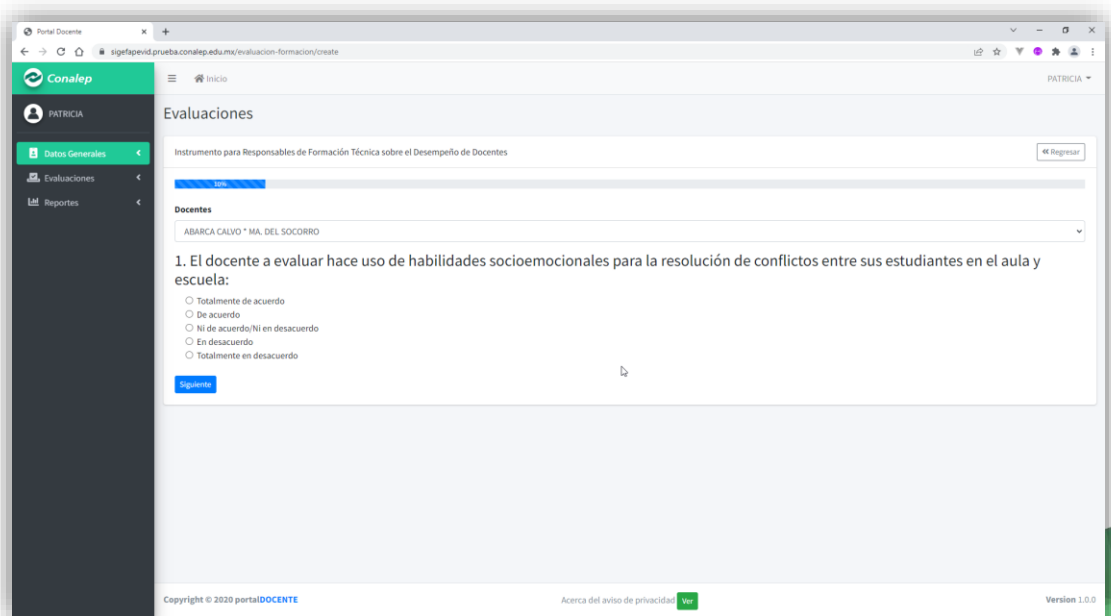 Portal Docente
sigefapevid.prueba.conalep.edu.mx/evaluacion-formacion/create
Conalep
Inicio
PATRICIA
PATRICIA
Evaluaciones
Datos Generales
Evaluaciones
Reportes
Instrumento para Responsables de Formación Técnica sobre el Desempeño de Docentes
Regresar
10%
Docentes
ABARCA CALVO * MA. DEL SOCORRO
1. El docente a evaluar hace uso de habilidades socioemocionales para la resolución de conflictos entre sus estudiantes en el aula y
escuela:
Totalmente de acuerdo
De acuerdo
Ni de acuerdo/Ni en desacuerdo
En desacuerdo
Totalmente en desacuerdo
Siguiente
Copyright © 2020 portalDOCENTE
Acerca del aviso de privacidad Ver
Version 1.0.0